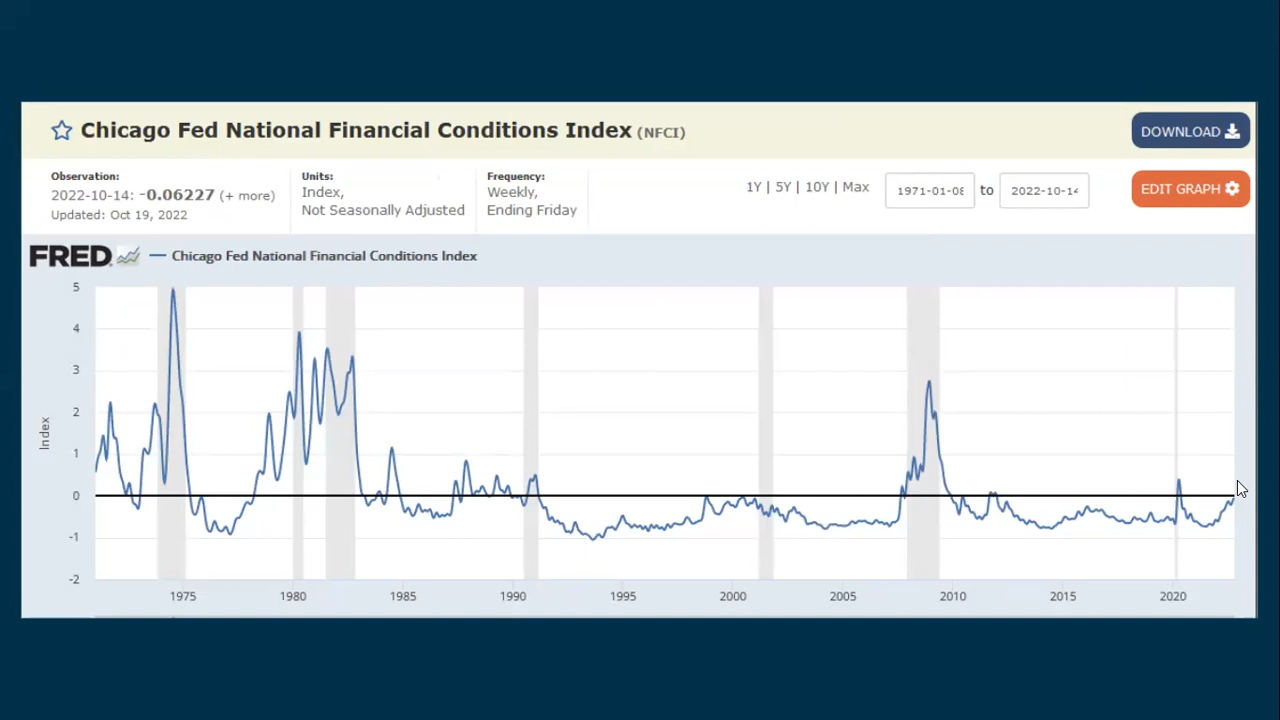 Chicago Fed National Financial Conditions Index (NFCI)
DOWNLOAD
Observation:
2022-10-14: -0.06227 (+ more)
Updated: Oct 19, 2022
Units:
Index,
Not Seasonally Adjusted
Frequency:
Weekly,
Ending Friday
1Y | 5Y | 10Y | Max
1971-01-08 to 2022-10-14
EDIT GRAPH
FRED
Chicago Fed National Financial Conditions Index
Index
5
4
3
2
1
0
-1
-2
1975 1980 1985 1990 1995 2000 2005 2010 2015 2020